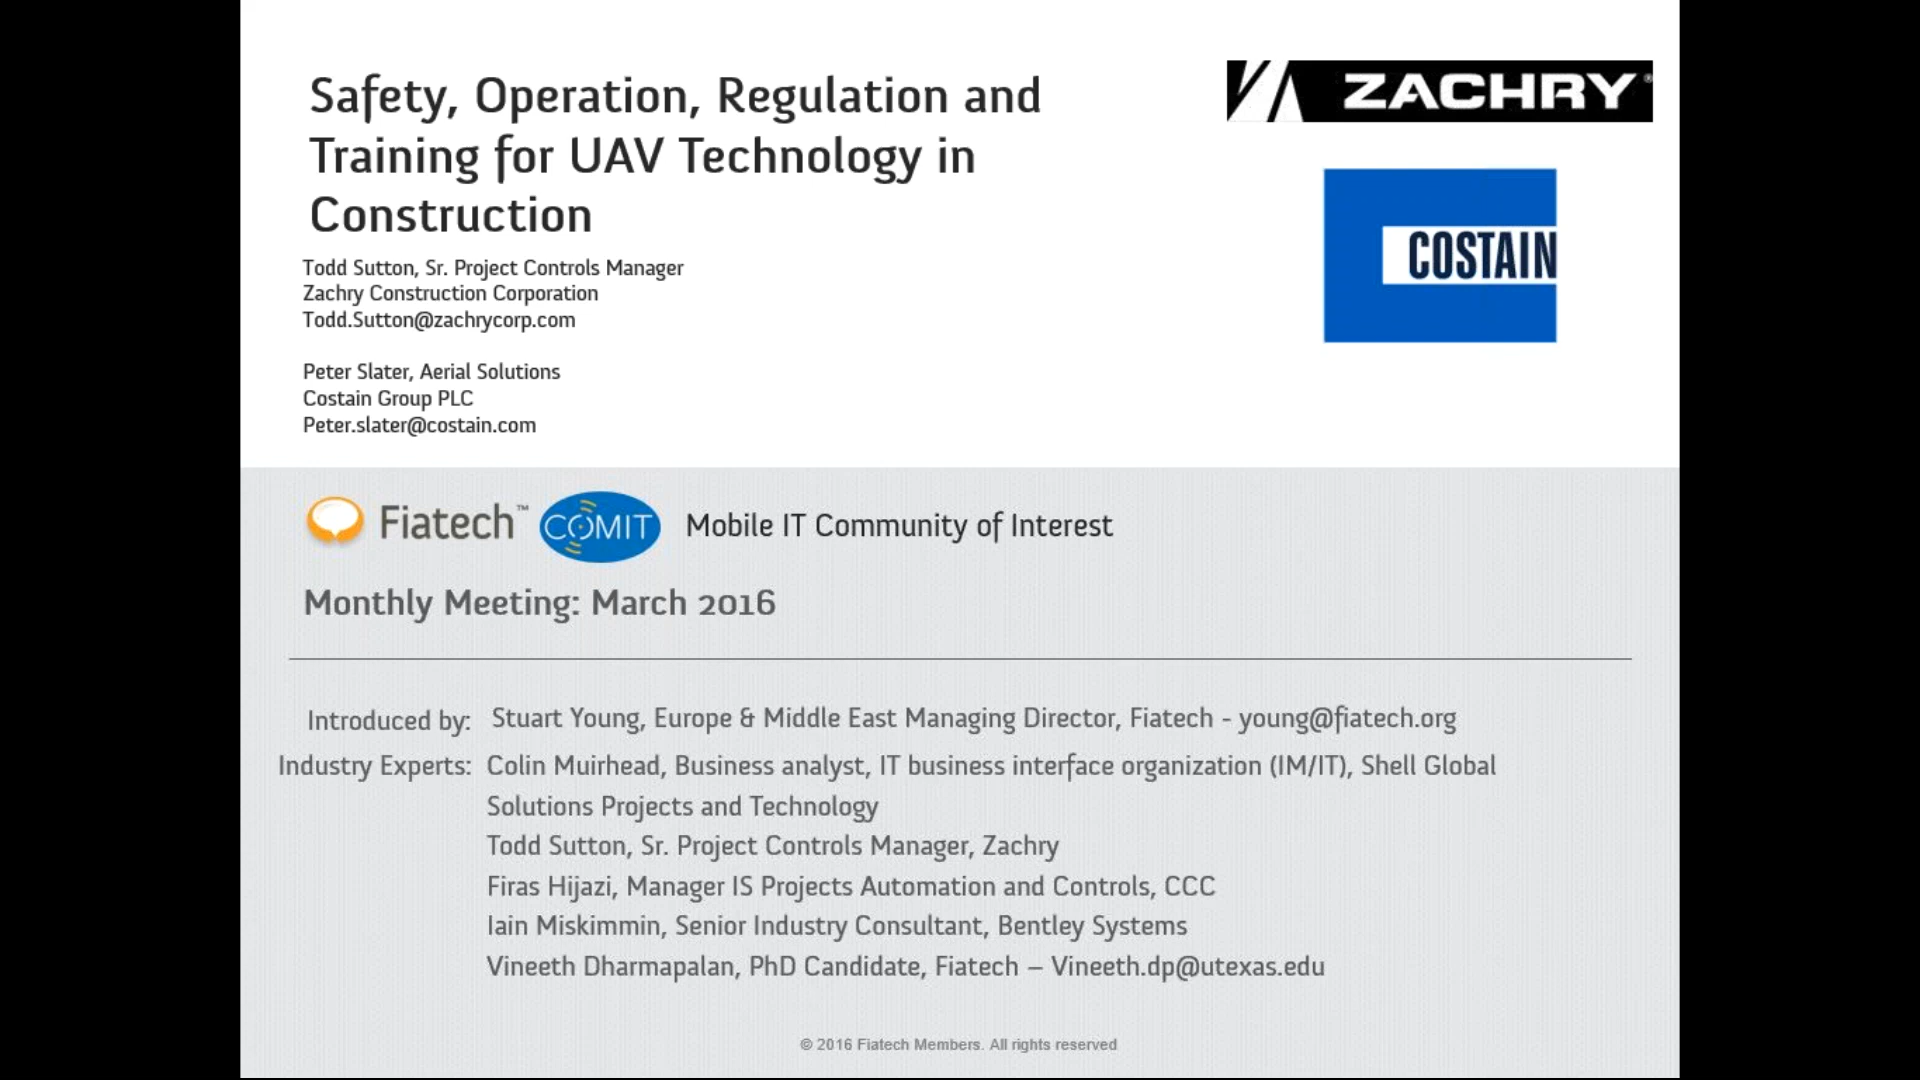 Safety, Operation, Regulation and
Training for UAV Technology in
Construction
ZACHRY®
COSTAIN
Todd Sutton, Sr. Project Controls Manager
Zachry Construction Corporation
Todd.Sutton@zachrycorp.com
Peter Slater, Aerial Solutions
Costain Group PLC
Peter.slater@costain.com
Fiatech™ COMIT Mobile IT Community of Interest
Monthly Meeting: March 2016
Introduced by: Stuart Young, Europe & Middle East Managing Director, Fiatech - young@fiatech.org
Industry Experts: Colin Muirhead, Business analyst, IT business interface organization (IM/IT), Shell Global
Solutions Projects and Technology
Todd Sutton, Sr. Project Controls Manager, Zachry
Firas Hijazi, Manager IS Projects Automation and Controls, CCC
Iain Miskimmin, Senior Industry Consultant, Bentley Systems
Vineeth Dharmapalan, PhD Candidate, Fiatech – Vineeth.dp@utexas.edu
© 2016 Fiatech Members. All rights reserved